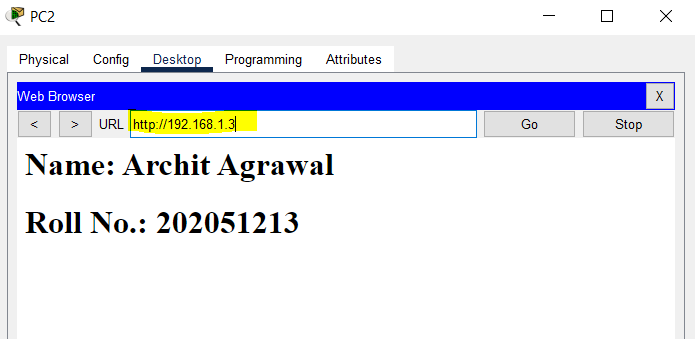 PC2
Physical Config Desktop Programming Attributes
Web Browser X
< > URL http://192.168.1.3 Go Stop
Name: Archit Agrawal
Roll No.: 202051213